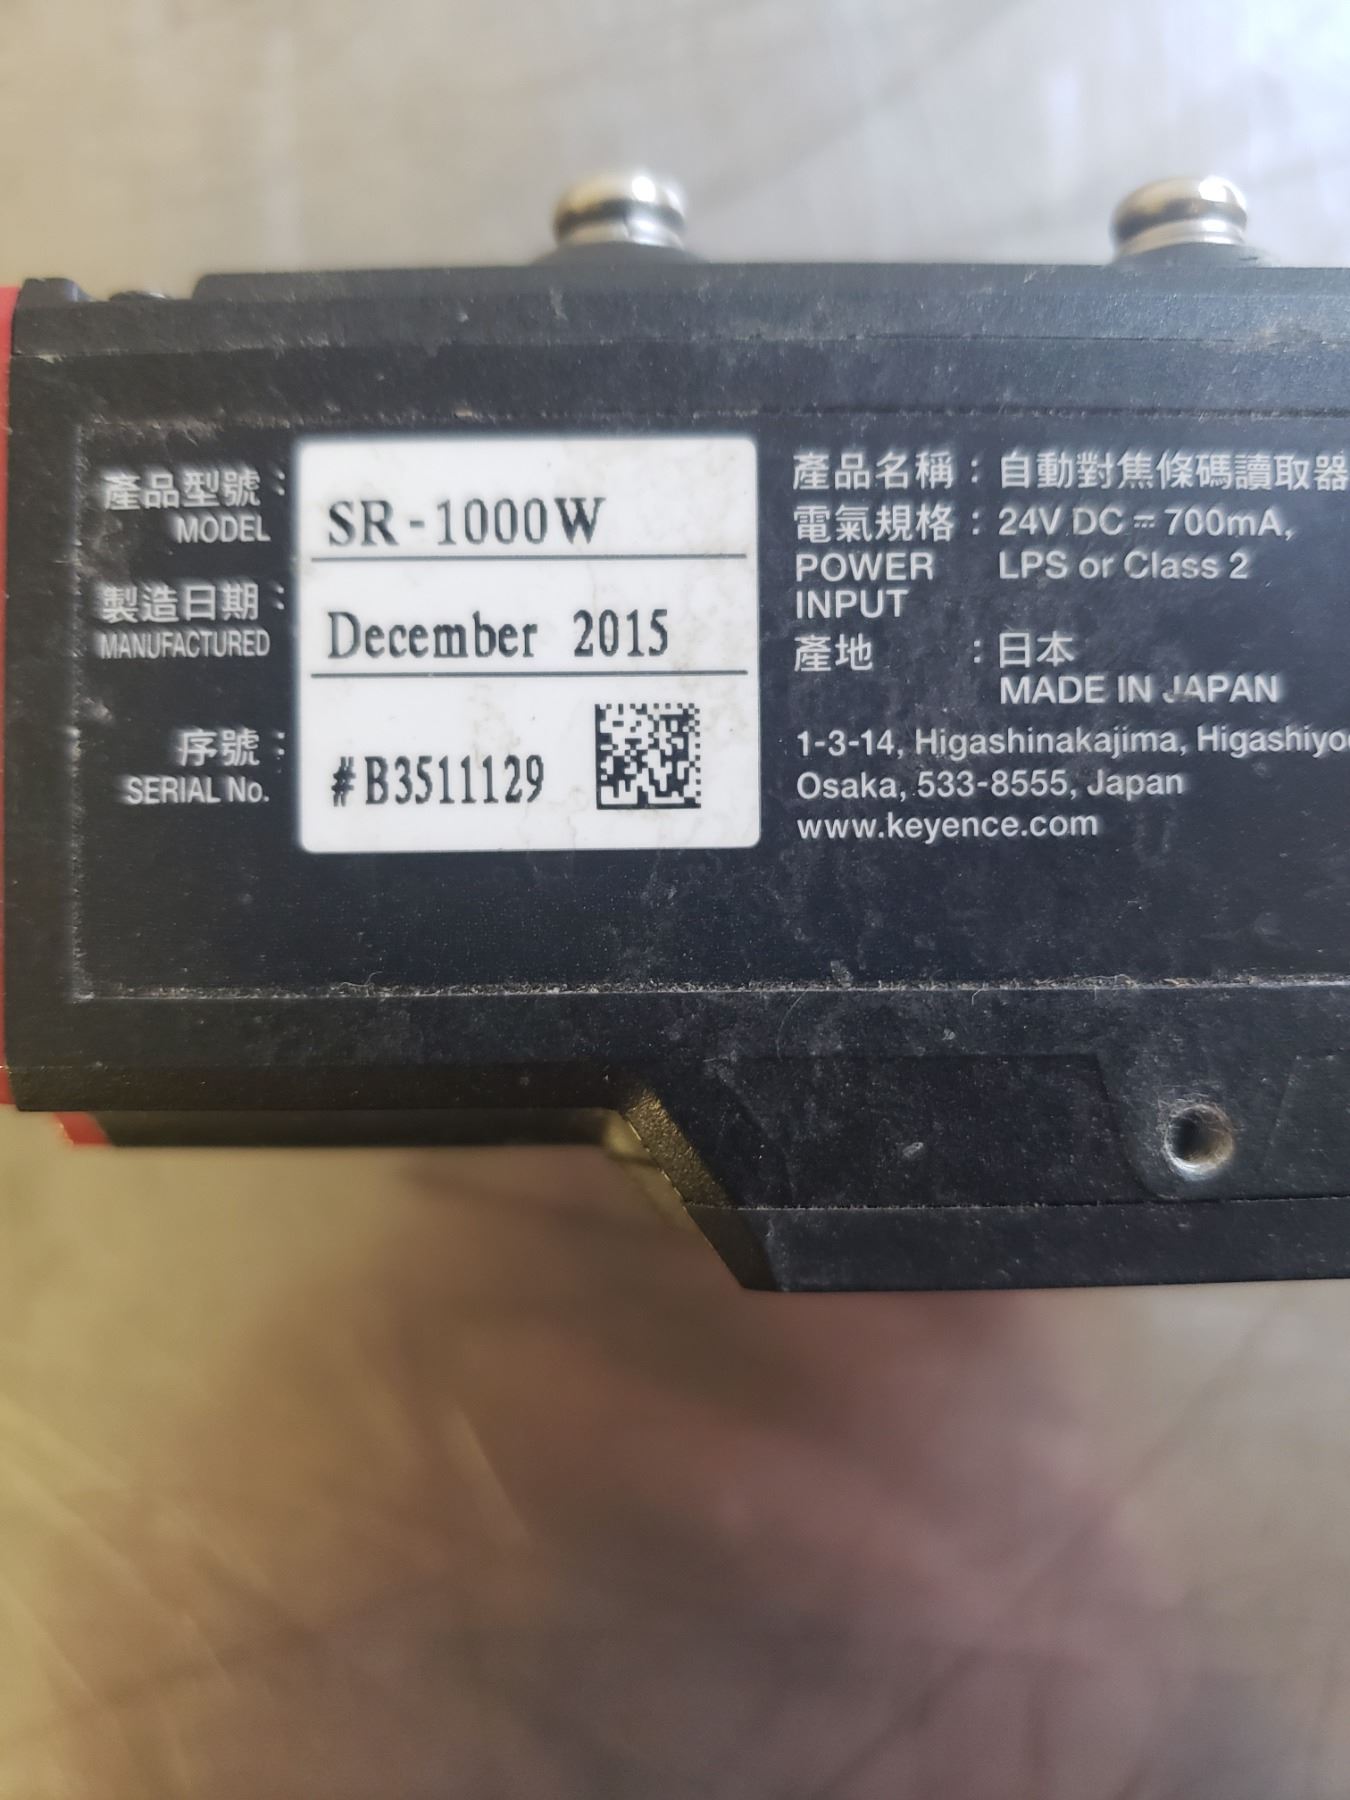 產品型號：
MODEL
SR-1000W
製造日期：
MANUFACTURED
December 2015
序號：
SERIAL No.
#B3511129
產品名稱：自動對焦條碼讀取器
電氣規格：24V DC ⎓ 700mA,
POWER LPS or Class 2
INPUT
產地 ：日本
MADE IN JAPAN
1-3-14, Higashinakajima,
Osaka, 533-8555, Japan
www.keyence.com